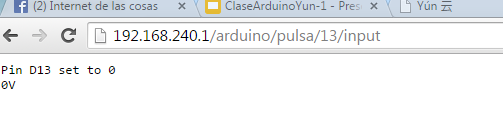 (2) Internet de las cosas
ClaseArduinoYun-1 - Pres
Yún 云
192.168.240.1/arduino/pulsa/13/input
Pin D13 set to 0
0V